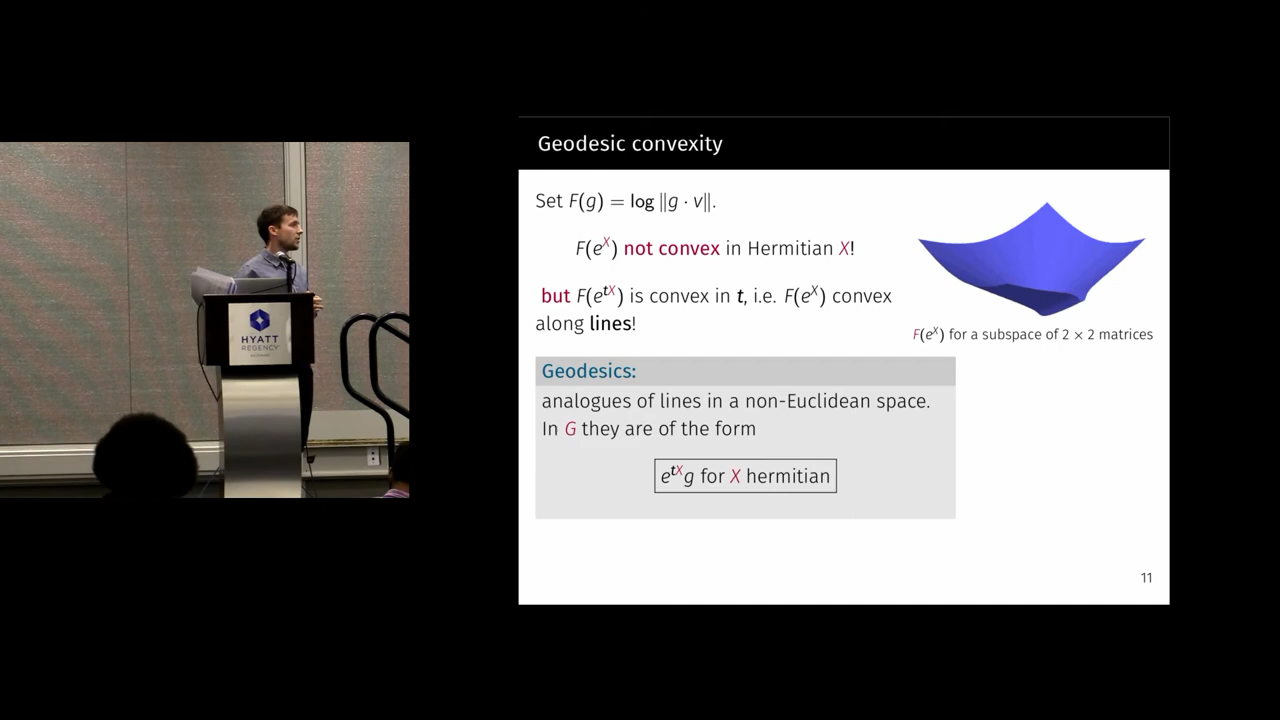 Geodesic convexity
Set F(g) = log ‖g · v‖.
F(e^X) not convex in Hermitian X!
but F(e^{tX}) is convex in t, i.e. F(e^X) convex
along lines!
F(e^X) for a subspace of 2 × 2 matrices
Geodesics:
analogues of lines in a non-Euclidean space.
In G they are of the form
e^{tX}g for X hermitian
11
HYATT
REGENCY